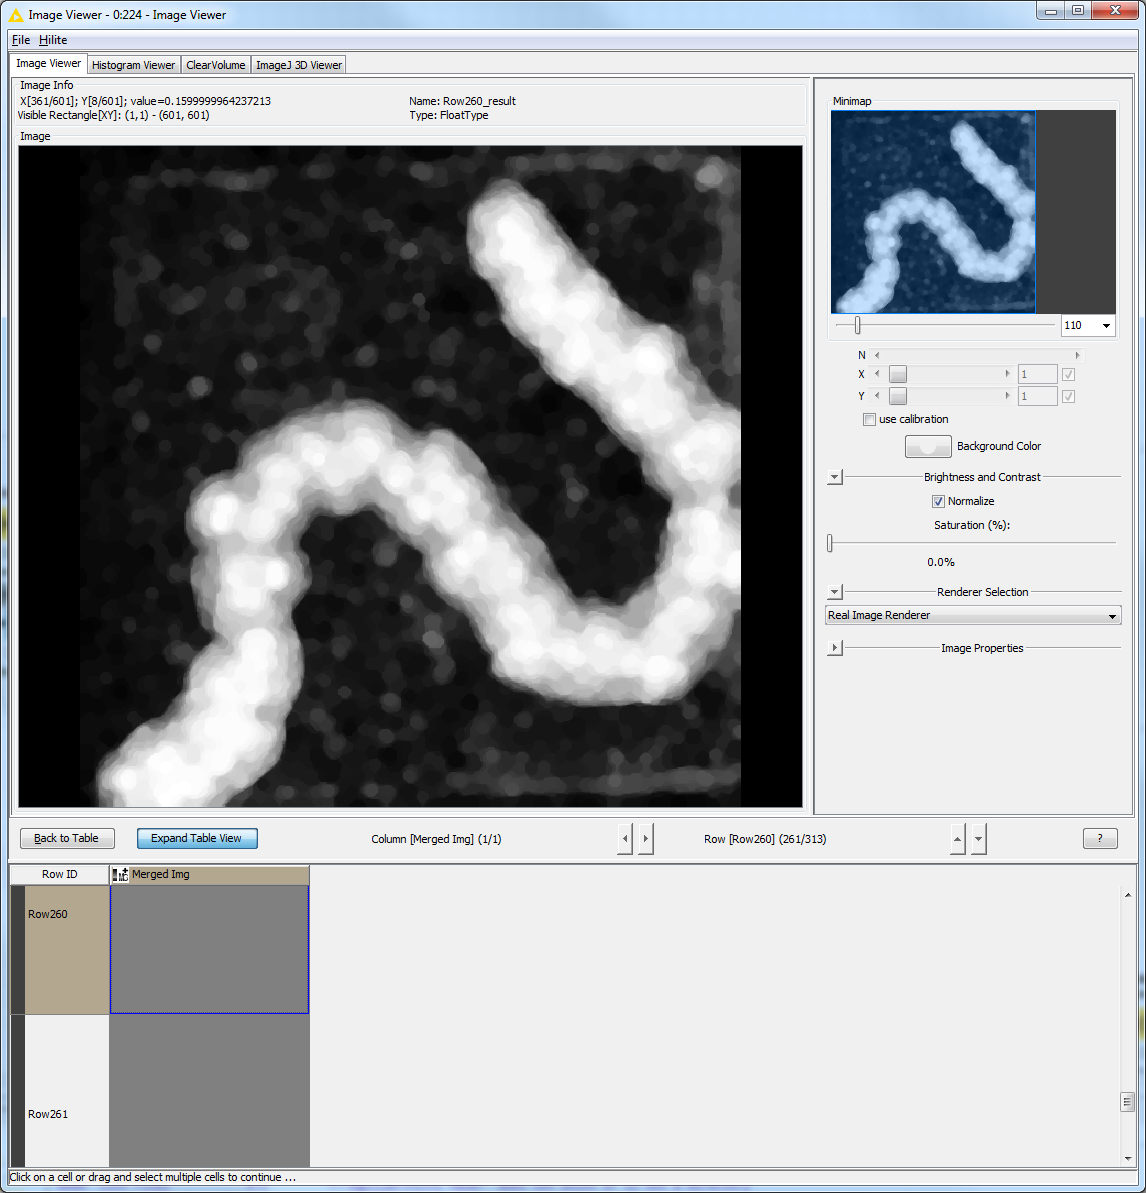 Image Viewer - 0:224 - Image Viewer
File Hilite
Image Viewer Histogram Viewer ClearVolume ImageJ 3D Viewer
Image Info
X[361/601]; Y[8/601]; value=0.1599999964237213 Name: Row260_result
Visible Rectangle[XY]: (1,1) - (601, 601) Type: FloatType
Image
Minimap
110
N
X 1
Y 1
use calibration
Background Color
Brightness and Contrast
Normalize
Saturation (%):
0.0%
Renderer Selection
Real Image Renderer
Image Properties
Back to Table Expand Table View Column [Merged Img] (1/1) Row [Row260] (261/313) ?
Row ID Merged Img
Row260
Row261
Click on a cell or drag and select multiple cells to continue ...